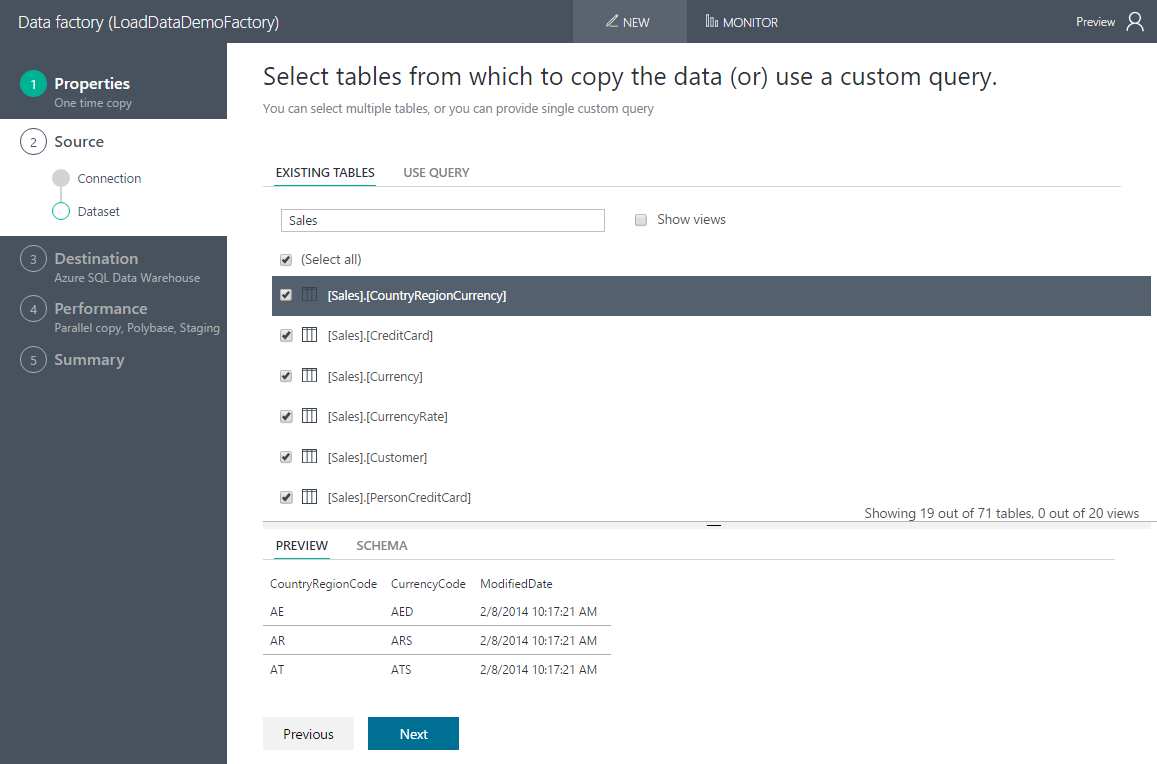 Data factory (LoadDataDemoFactory)
NEW
MONITOR
Preview
1 Properties
One time copy
2 Source
Connection
Dataset
3 Destination
Azure SQL Data Warehouse
4 Performance
Parallel copy, Polybase, Staging
5 Summary
Select tables from which to copy the data (or) use a custom query.
You can select multiple tables, or you can provide single custom query
EXISTING TABLES USE QUERY
Sales Show views
(Select all)
[Sales].[CountryRegionCurrency]
[Sales].[CreditCard]
[Sales].[Currency]
[Sales].[CurrencyRate]
[Sales].[Customer]
[Sales].[PersonCreditCard]
Showing 19 out of 71 tables, 0 out of 20 views
PREVIEW SCHEMA
CountryRegionCode CurrencyCode ModifiedDate
AE AED 2/8/2014 10:17:21 AM
AR ARS 2/8/2014 10:17:21 AM
AT ATS 2/8/2014 10:17:21 AM
Previous Next